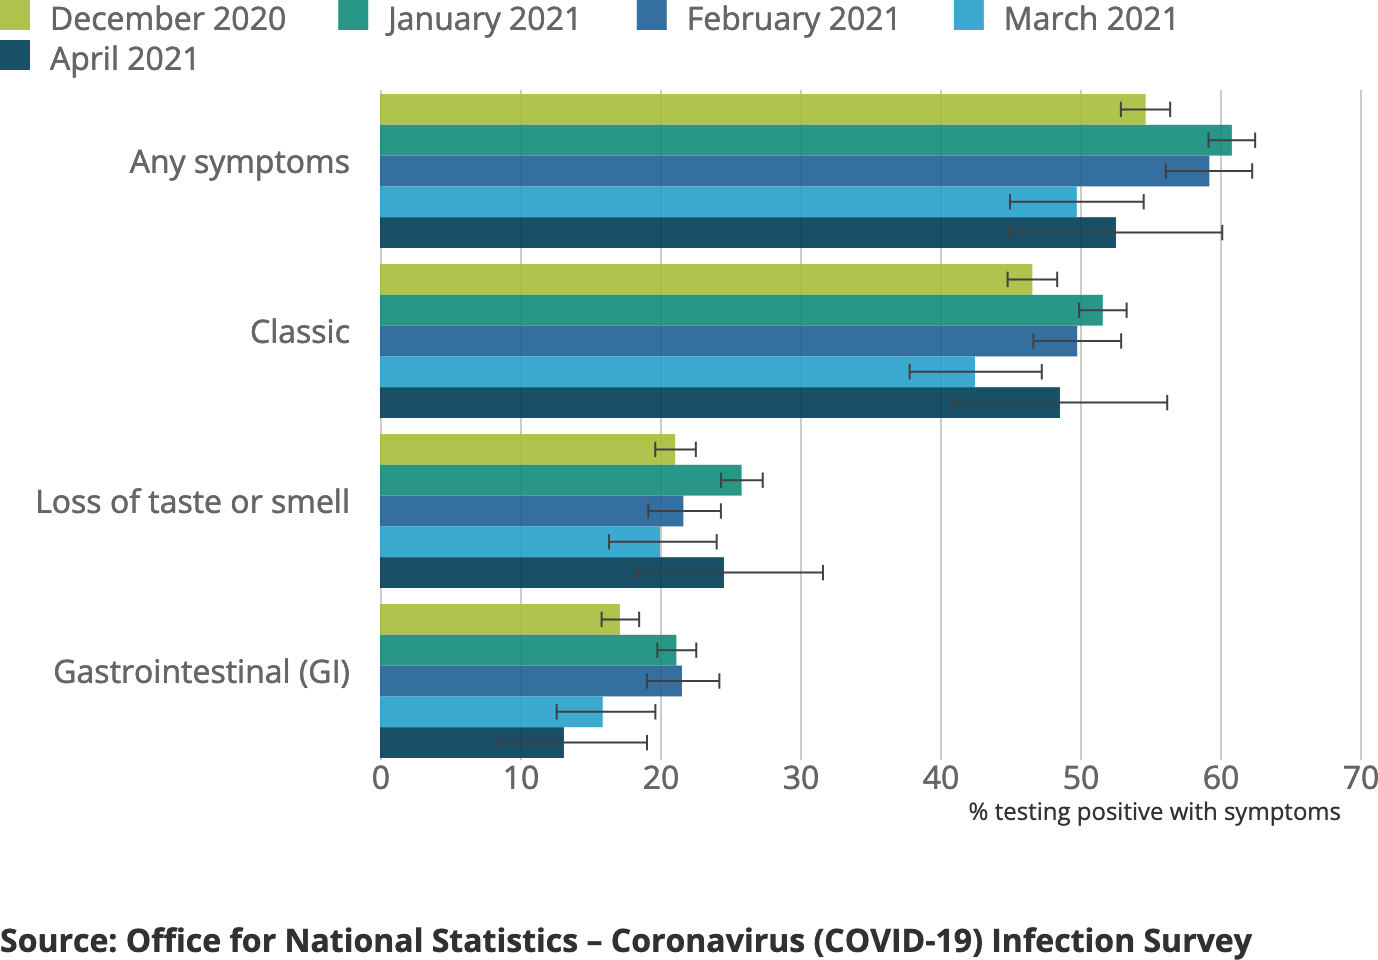 December 2020 January 2021 February 2021 March 2021
April 2021
Any symptoms
Classic
Loss of taste or smell
Gastrointestinal (GI)
0 10 20 30 40 50 60 70
% testing positive with symptoms
Source: Office for National Statistics – Coronavirus (COVID-19) Infection Survey